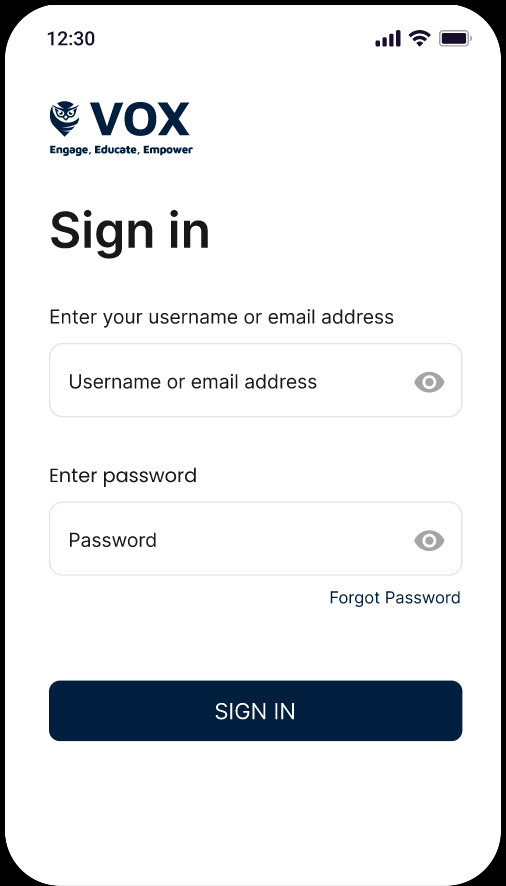 12:30
VOX
Engage, Educate, Empower
Sign in
Enter your username or email address
Username or email address
Enter password
Password
Forgot Password
SIGN IN